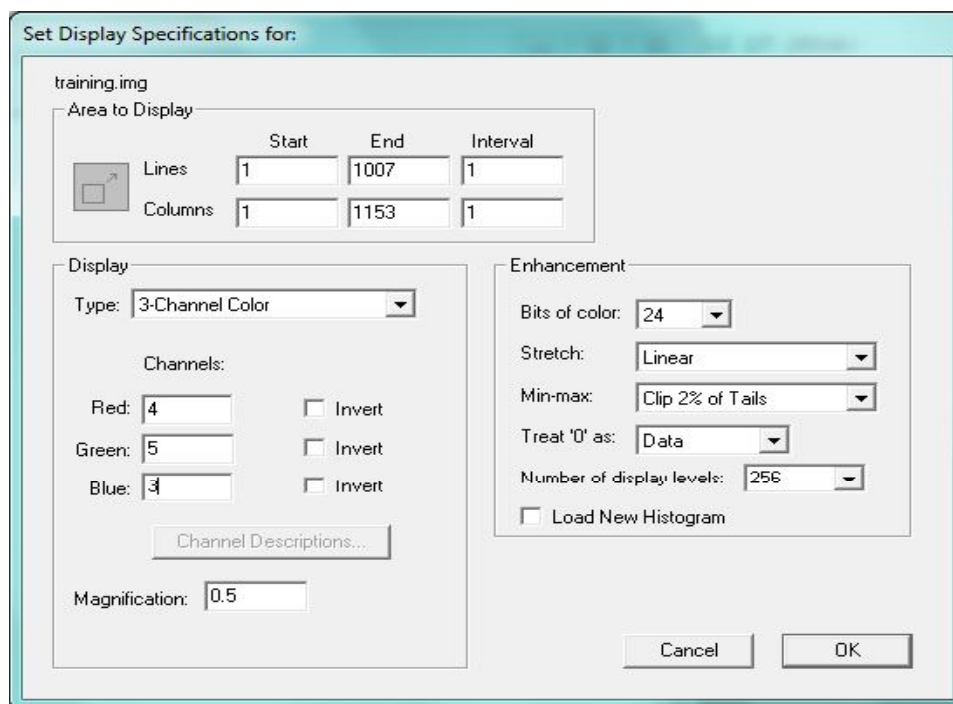 Set Display Specifications for:
training.img
Area to Display
Start End Interval
Lines 1 1007 1
Columns 1 1153 1
Display
Type: 3-Channel Color
Channels:
Red: 4 Invert
Green: 5 Invert
Blue: 3 Invert
Channel Descriptions...
Magnification: 0.5
Enhancement
Bits of color: 24
Stretch: Linear
Min-max: Clip 2% of Tails
Treat '0' as: Data
Number of display levels: 256
Load New Histogram
Cancel OK